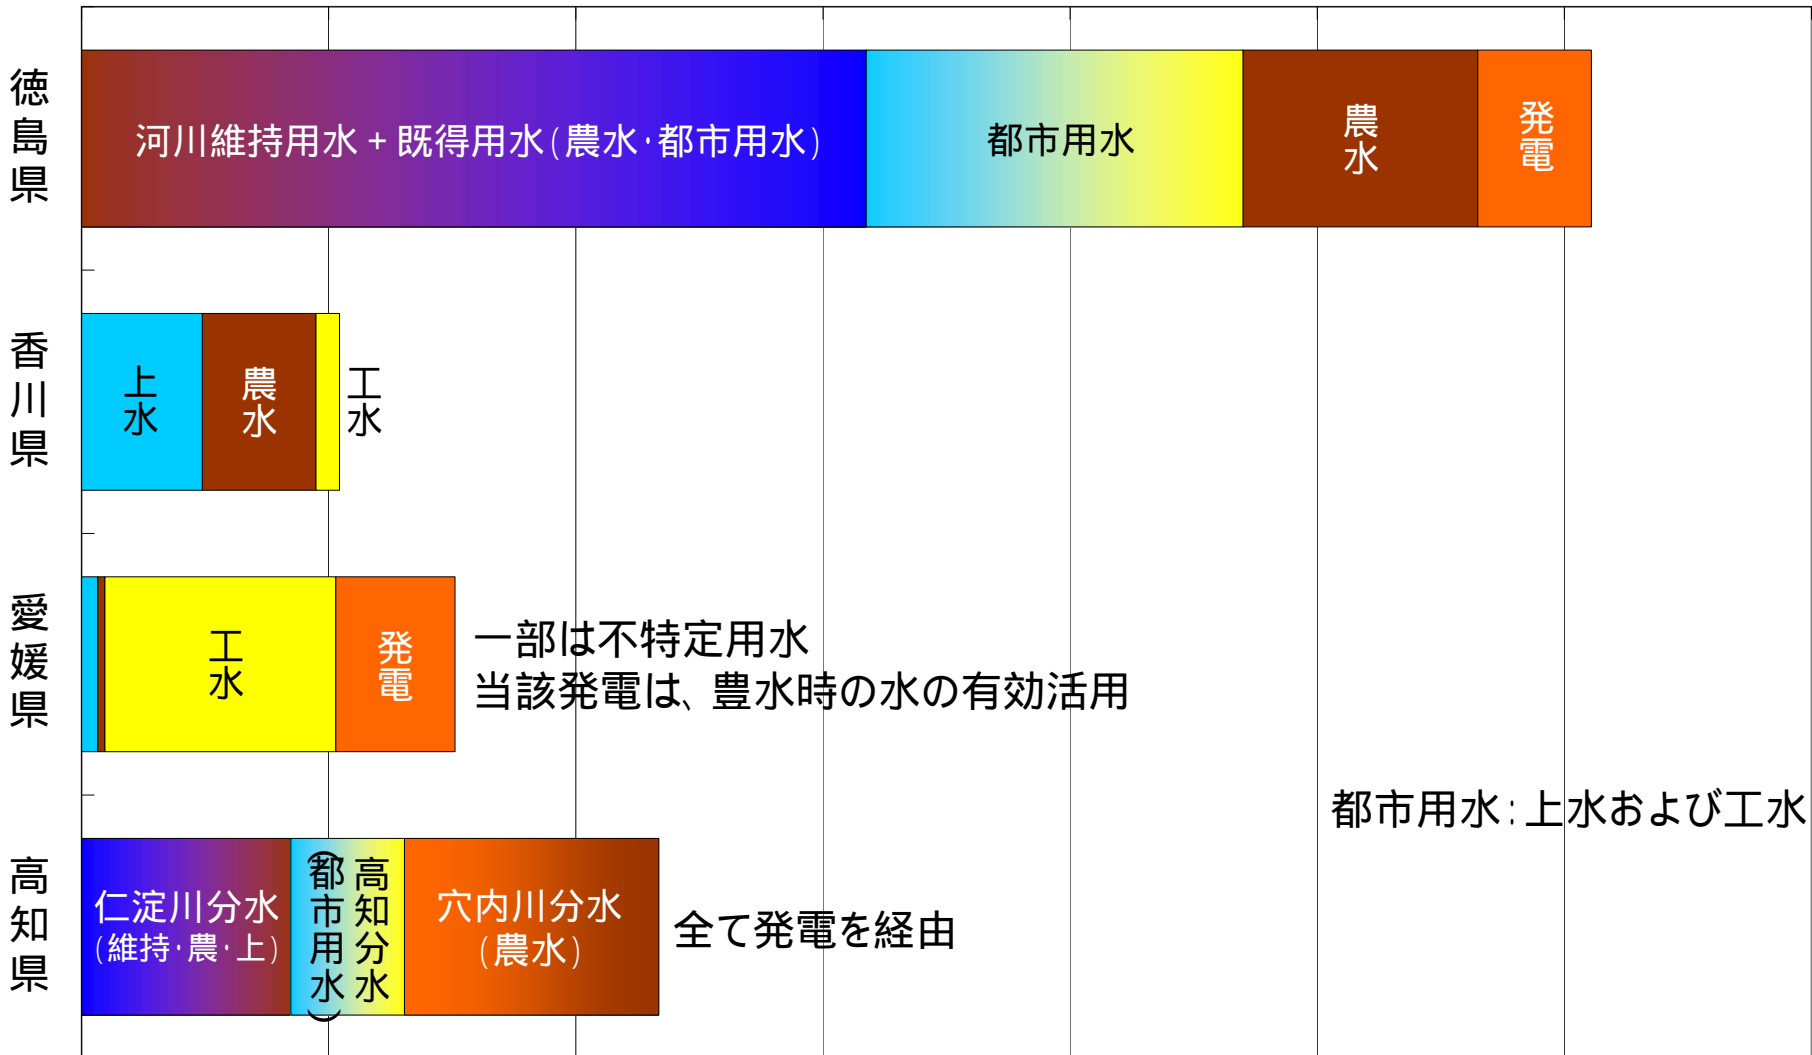 徳島県
河川維持用水+既得用水(農水・都市用水)
都市用水
農水
発電
香川県
上水
農水
工水
愛媛県
工水
発電
一部は不特定用水
当該発電は、豊水時の水の有効活用
都市用水:上水および工水
高知県
仁淀川分水
(維持・農・上)
高知分水
(都市用水)
穴内川分水
(農水)
全て発電を経由